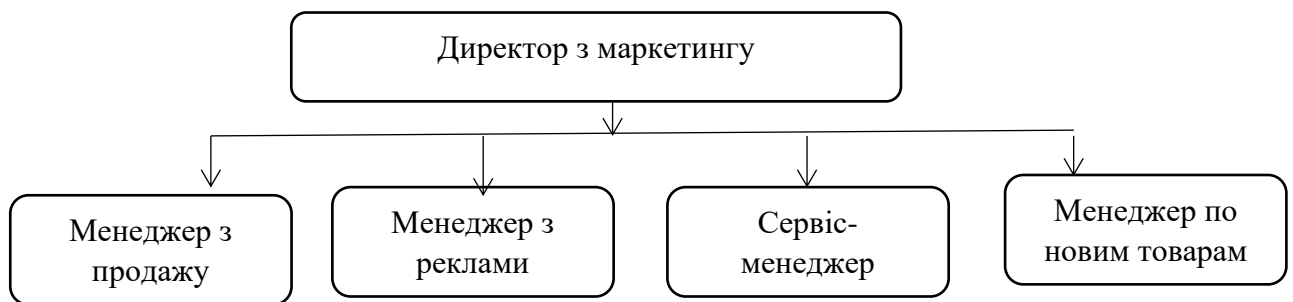 Директор з маркетингу
Менеджер з
продажу
Менеджер з
реклами
Сервіс-
менеджер
Менеджер по
новим товарам